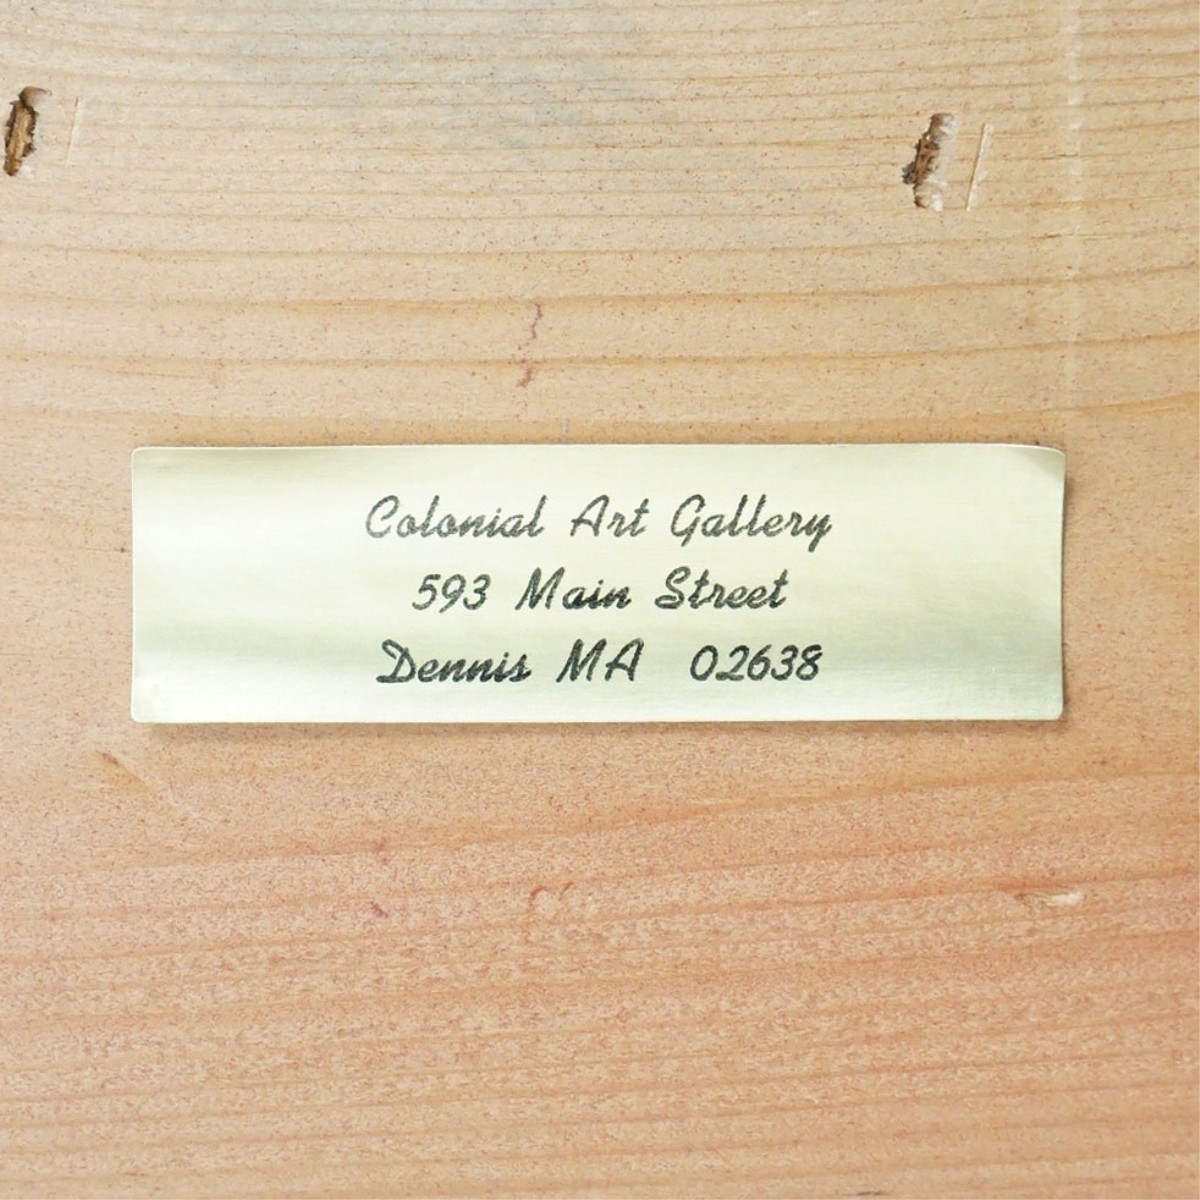 Colonial Art Gallery
593 Main Street
Dennis MA 02638